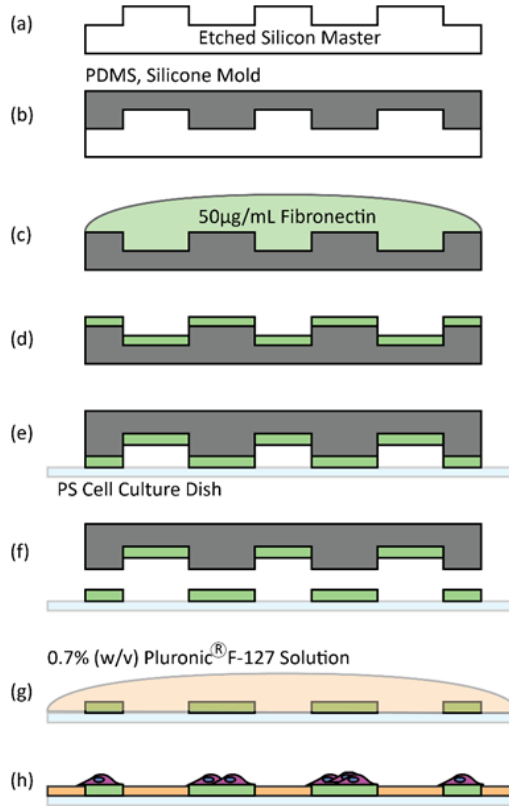 (a)
Etched Silicon Master
PDMS, Silicone Mold
(b)
50µg/mL Fibronectin
(c)
(d)
(e)
PS Cell Culture Dish
(f)
0.7% (w/v) Pluronic® F-127 Solution
(g)
(h)